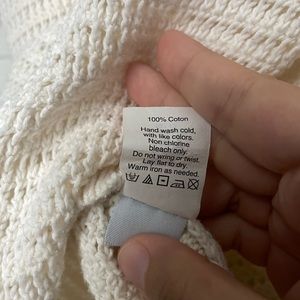 100% Coton
Hand wash cold,
with like colors.
Non chlorine
bleach only.
Do not wring or twist.
Lay flat to dry.
Warm iron as needed.